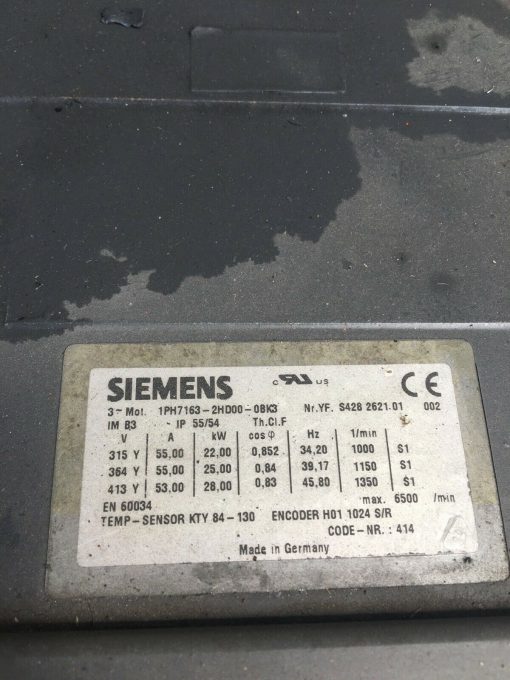 SIEMENS
c RU US
CE
3~ Mot. 1PH7163-2HD00-0BK3 Nr.YF. S428 2621.01 002
IM B3 IP 55/54 Th.Cl.F
V A kW cos φ Hz 1/min
315 Y 55,00 22,00 0,852 34,20 1000 S1
364 Y 55,00 25,00 0,84 39,17 1150 S1
413 Y 53,00 28,00 0,83 45,80 1350 S1
EN 60034 max. 6500 /min
TEMP-SENSOR KTY 84-130 ENCODER H01 1024 S/R
CODE-NR.: 414
Made in Germany